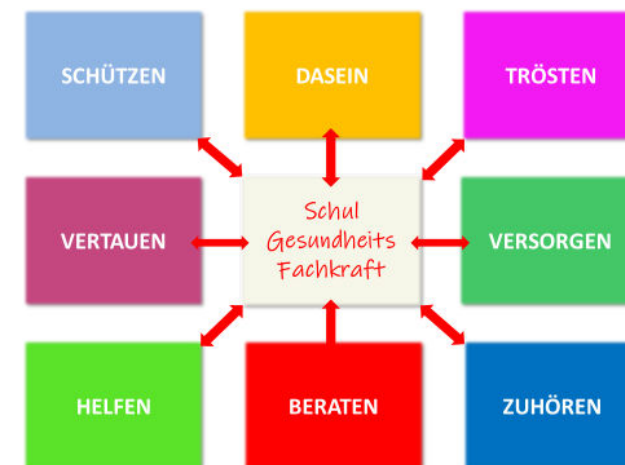 SCHÜTZEN
DASEIN
TRÖSTEN
VERTAUEN
Schul
Gesundheits
Fachkraft
VERSORGEN
HELFEN
BERATEN
ZUHÖREN